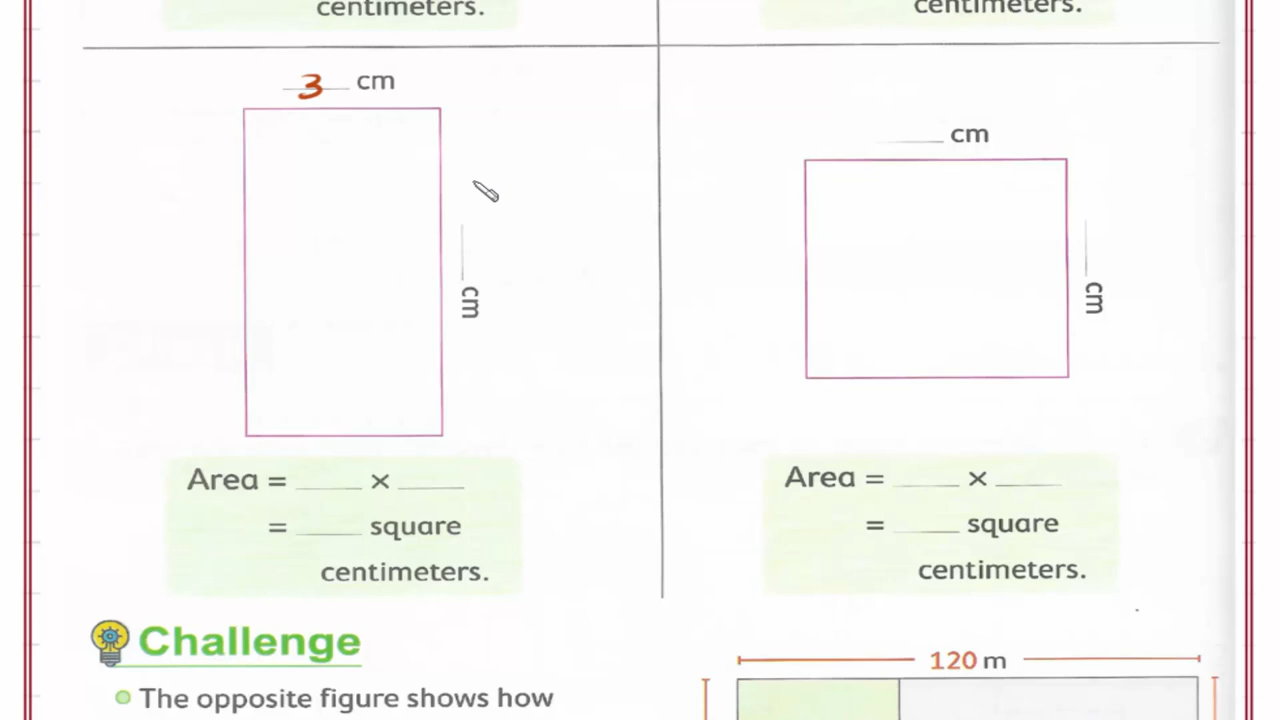 centimeters.
centimeters.
3 cm
cm
Area = ____ × ____
= ____ square
centimeters.
____ cm
cm
Area = ____ × ____
= ____ square
centimeters.
Challenge
The opposite figure shows how
120 m